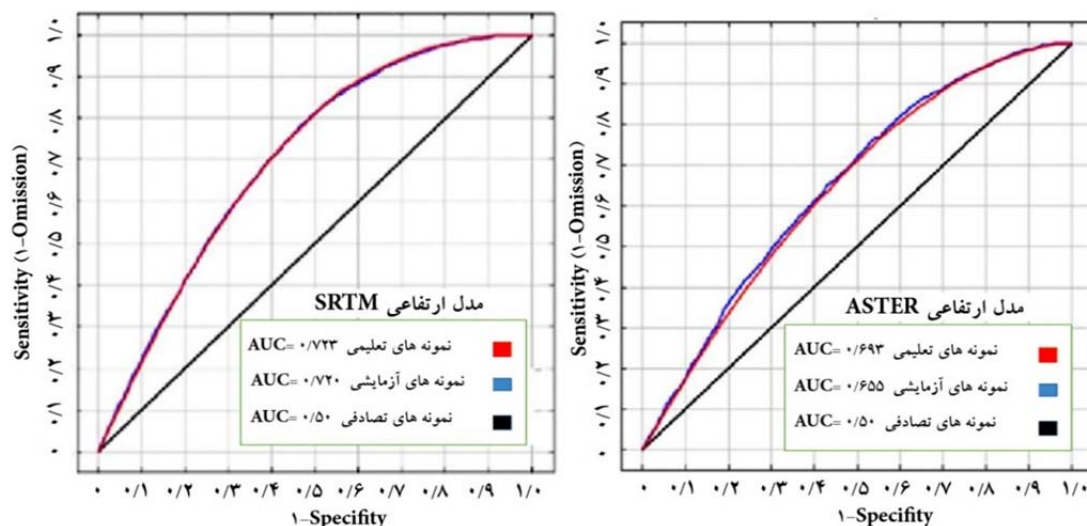 Sensitivity (۱-Omission)
۱/۰
۰/۹
۰/۸
۰/۷
۰/۶
۰/۵
۰/۴
۰/۳
۰/۲
۰/۱
۰
مدل ارتفاعی SRTM
نمونه های تعلیمی AUC= ۰/۷۲۳
نمونه های آزمایشی AUC= ۰/۷۲۰
نمونه های تصادفی AUC= ۰/۵۰
۰ ۰/۱ ۰/۲ ۰/۳ ۰/۴ ۰/۵ ۰/۶ ۰/۷ ۰/۸ ۰/۹ ۱/۰
۱-Specifity
Sensitivity (۱-Omission)
۱/۰
۰/۹
۰/۸
۰/۷
۰/۶
۰/۵
۰/۴
۰/۳
۰/۲
۰/۱
۰
مدل ارتفاعی ASTER
نمونه های تعلیمی AUC= ۰/۶۹۳
نمونه های آزمایشی AUC= ۰/۶۵۵
نمونه های تصادفی AUC= ۰/۵۰
۰ ۰/۱ ۰/۲ ۰/۳ ۰/۴ ۰/۵ ۰/۶ ۰/۷ ۰/۸ ۰/۹ ۱/۰
۱-Specifity